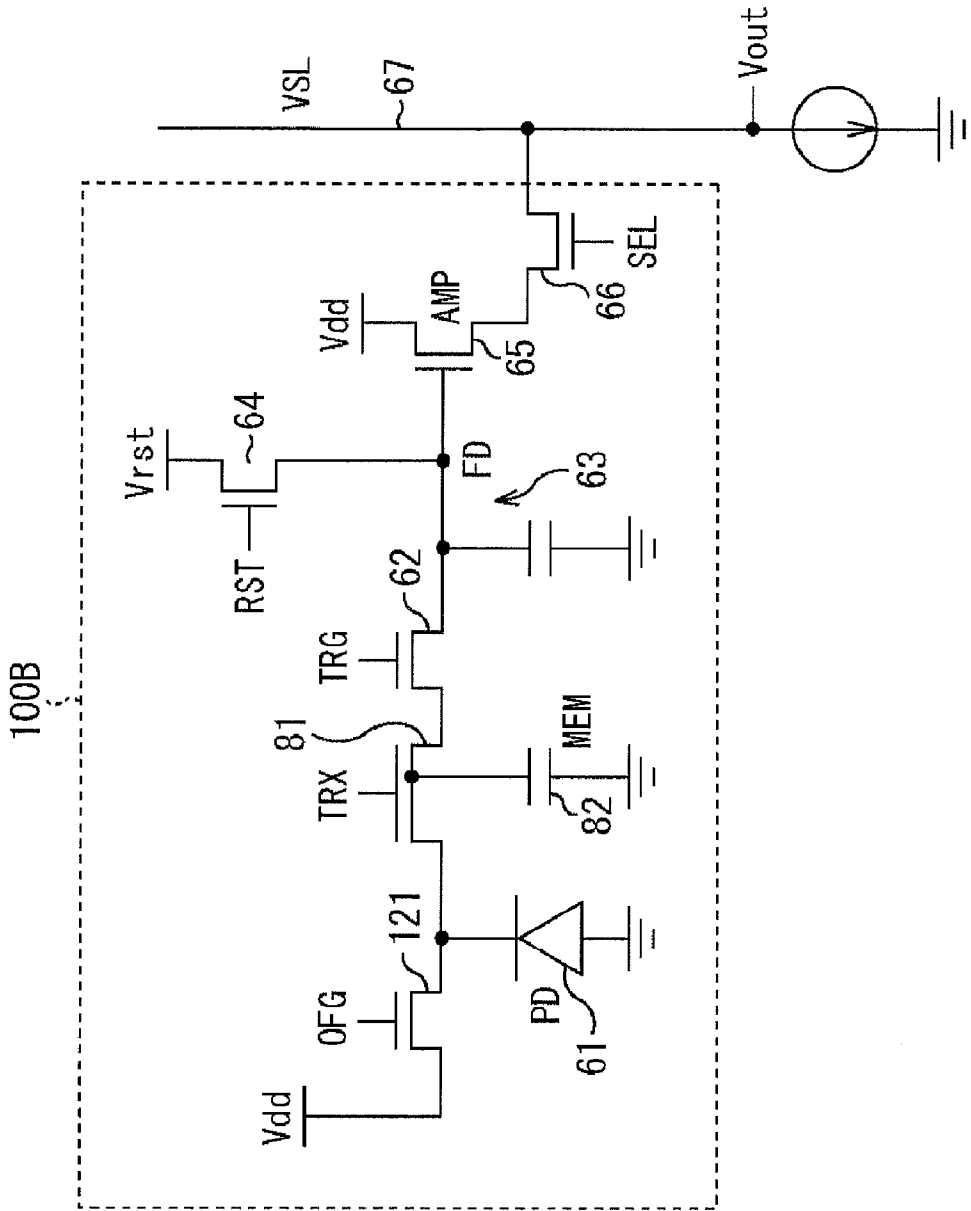 100B
VSL
67
Vrst
64
RST
Vdd
AMP
65
Vout
FD
63
66
SEL
TRG
62
TRX
81
MEM
82
OFG
121
Vdd
PD
61